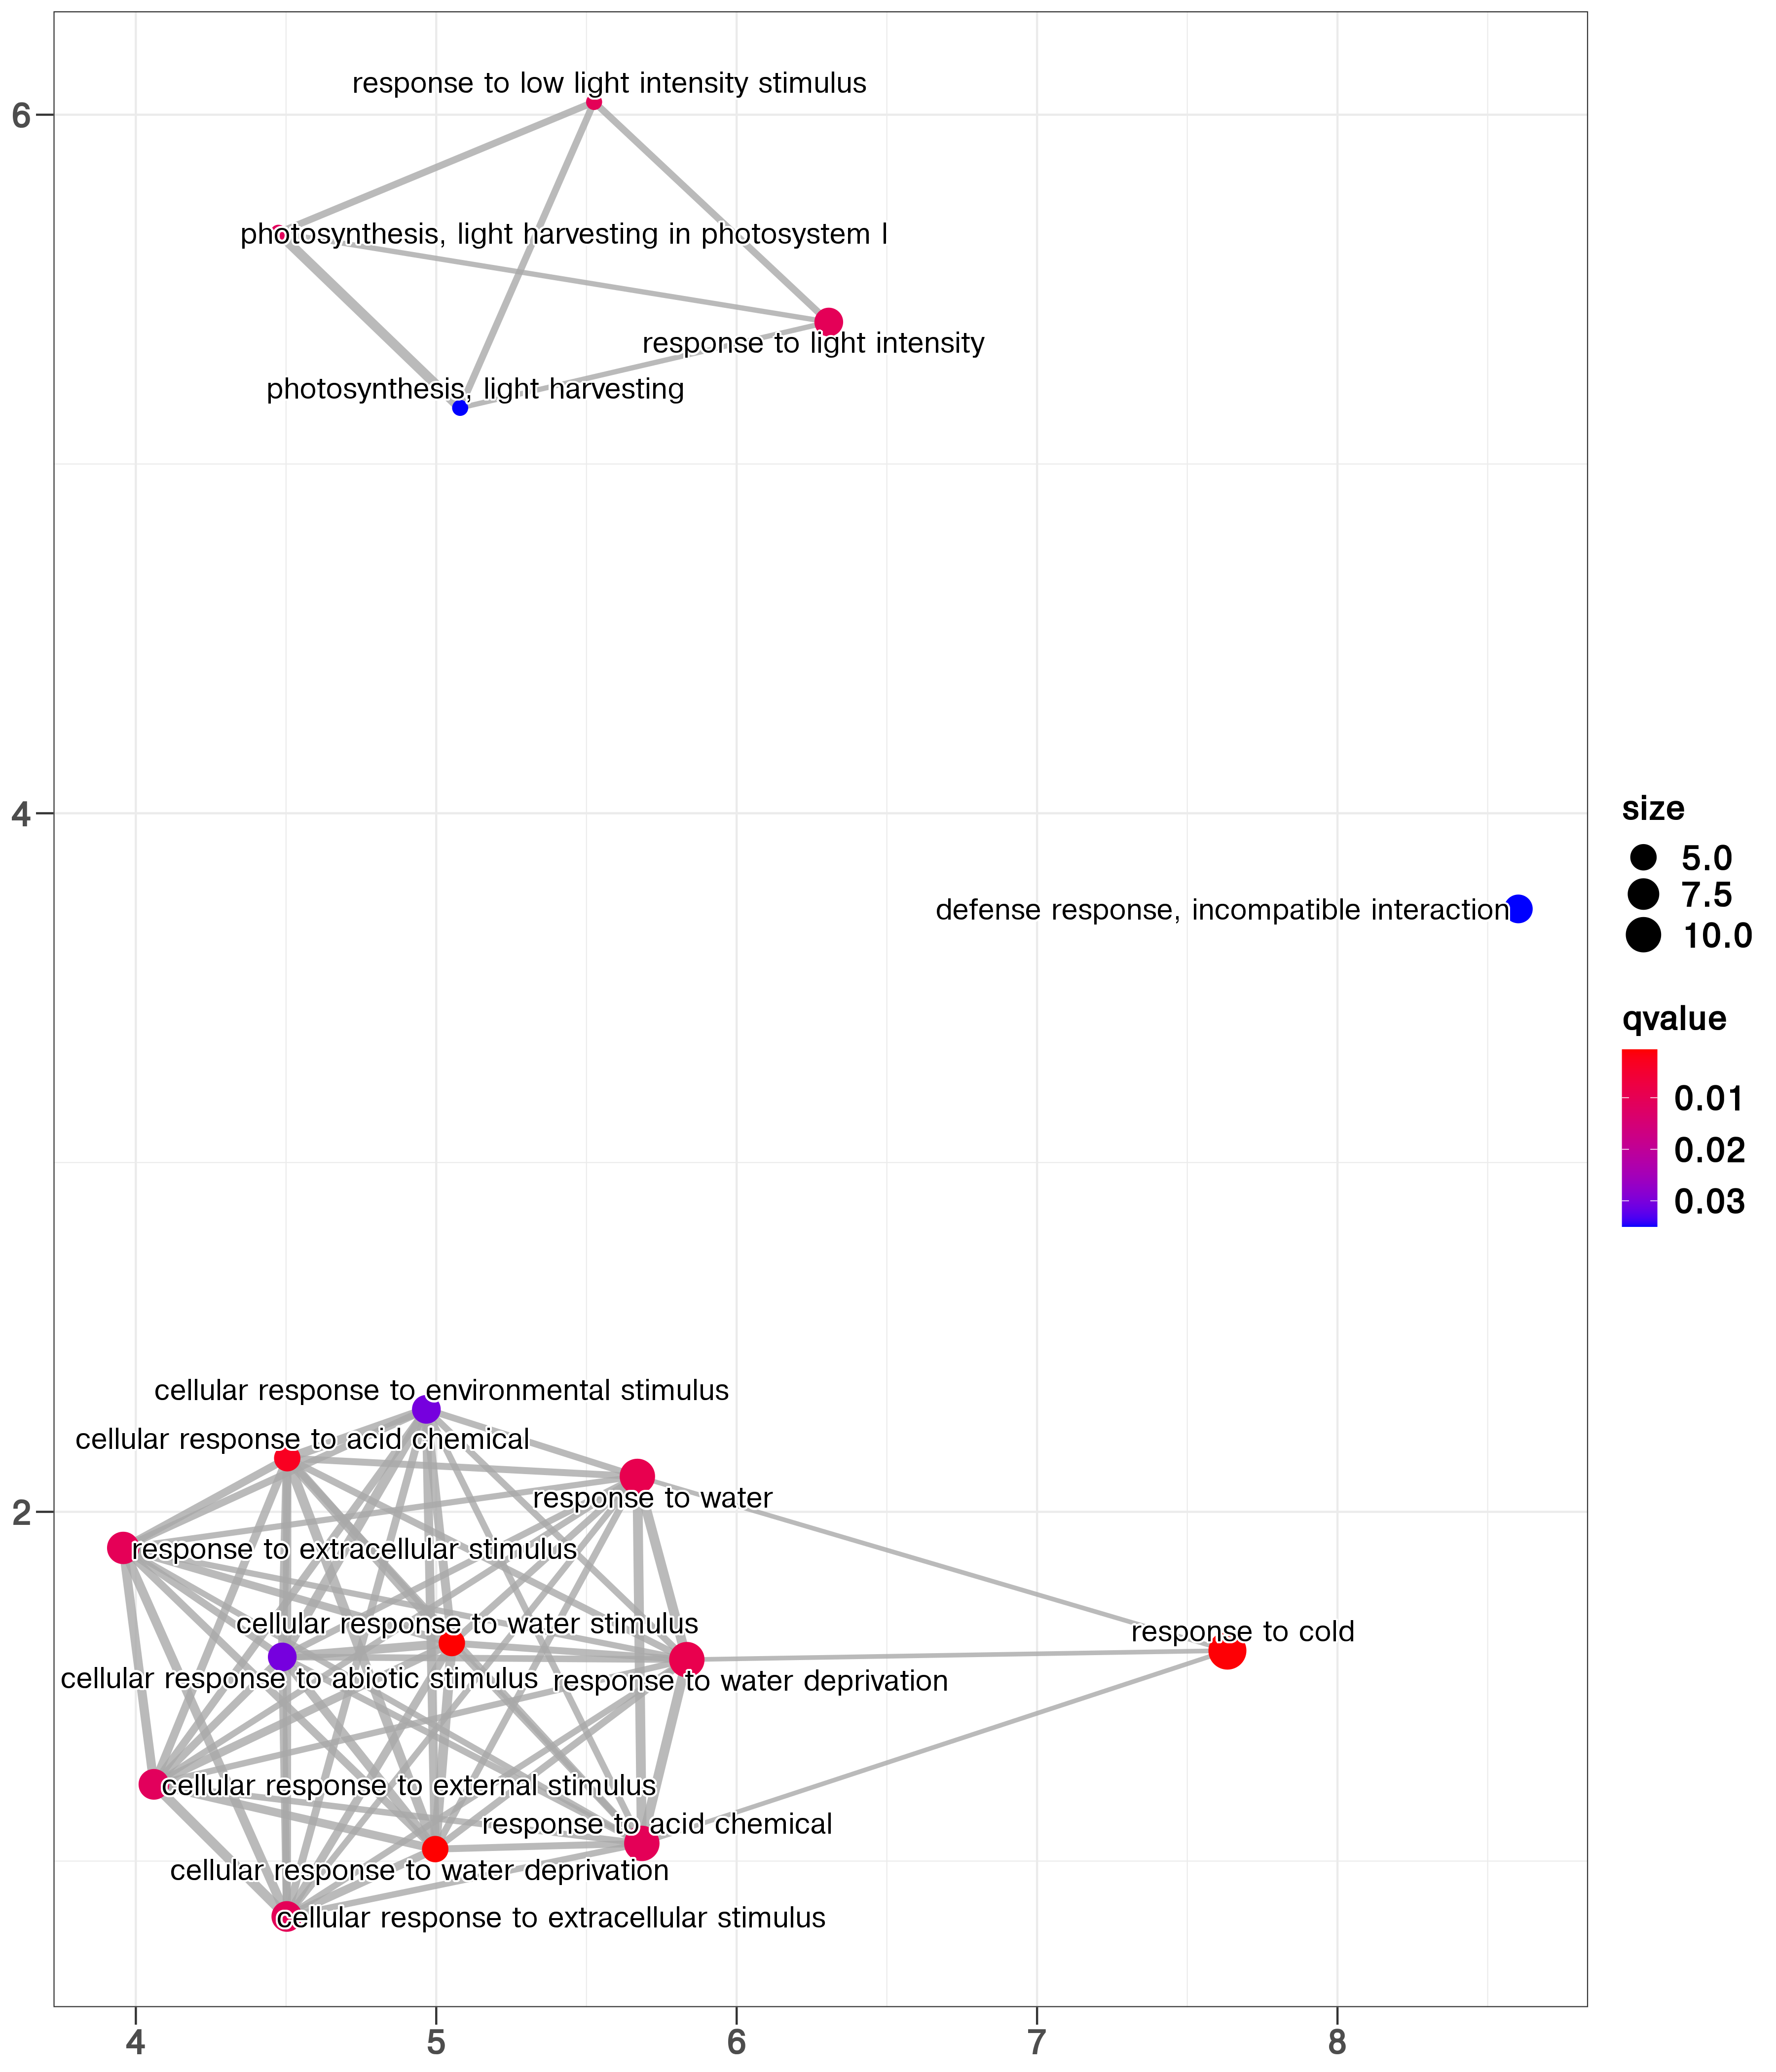 response to low light intensity stimulus
6
photosynthesis, light harvesting in photosystem I
response to light intensity
photosynthesis, light harvesting
4
size
5.0
7.5
10.0
defense response, incompatible interaction
qvalue
0.01
0.02
0.03
cellular response to environmental stimulus
cellular response to acid chemical
response to water
2
response to extracellular stimulus
cellular response to water stimulus
response to cold
cellular response to abiotic stimulus
response to water deprivation
cellular response to external stimulus
response to acid chemical
cellular response to water deprivation
cellular response to extracellular stimulus
4 5 6 7 8